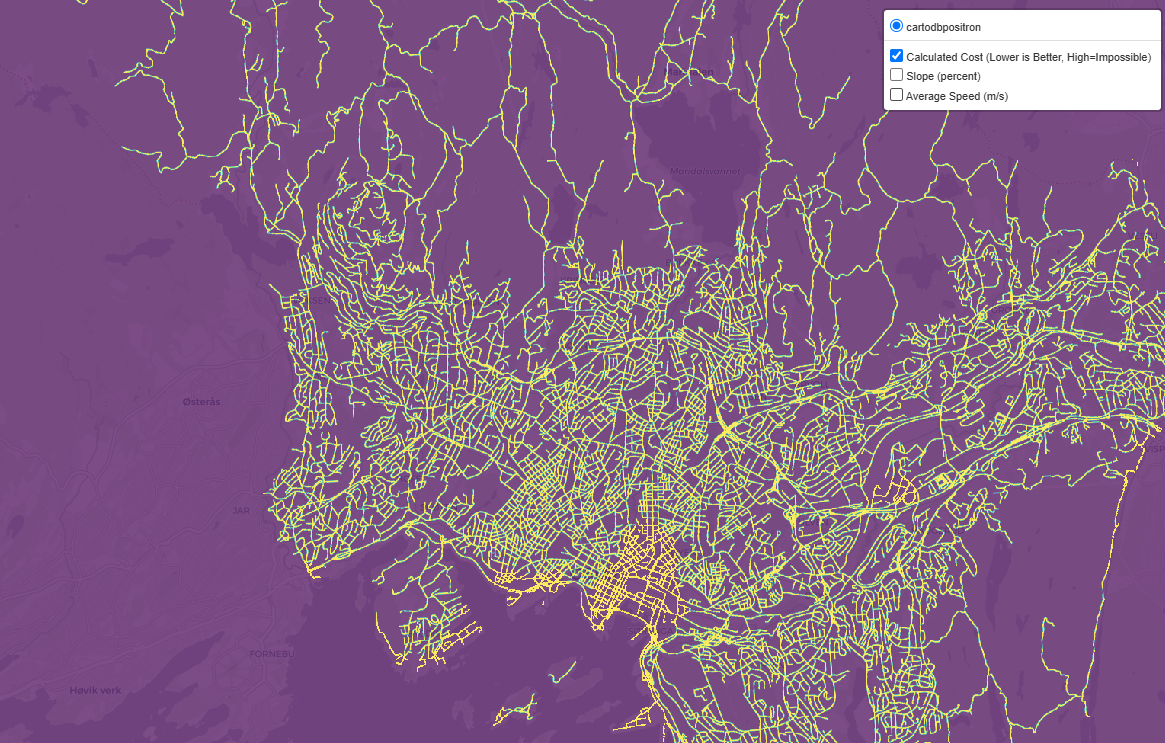 cartodbpositron
Calculated Cost (Lower is Better, High=Impossible)
Slope (percent)
Average Speed (m/s)
Maridalsvannet
Østerås
JAR
FORNEBU
Høvik verk